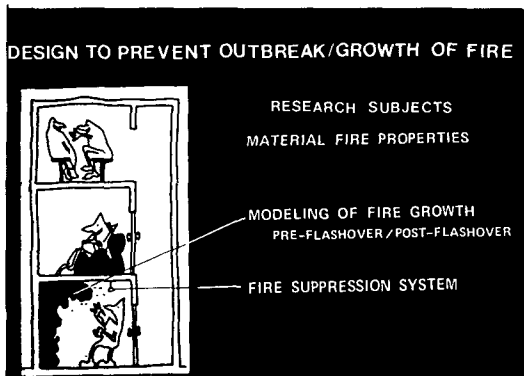 DESIGN TO PREVENT OUTBREAK/GROWTH OF FIRE
RESEARCH SUBJECTS
MATERIAL FIRE PROPERTIES
MODELING OF FIRE GROWTH
PRE-FLASHOVER/POST-FLASHOVER
FIRE SUPPRESSION SYSTEM